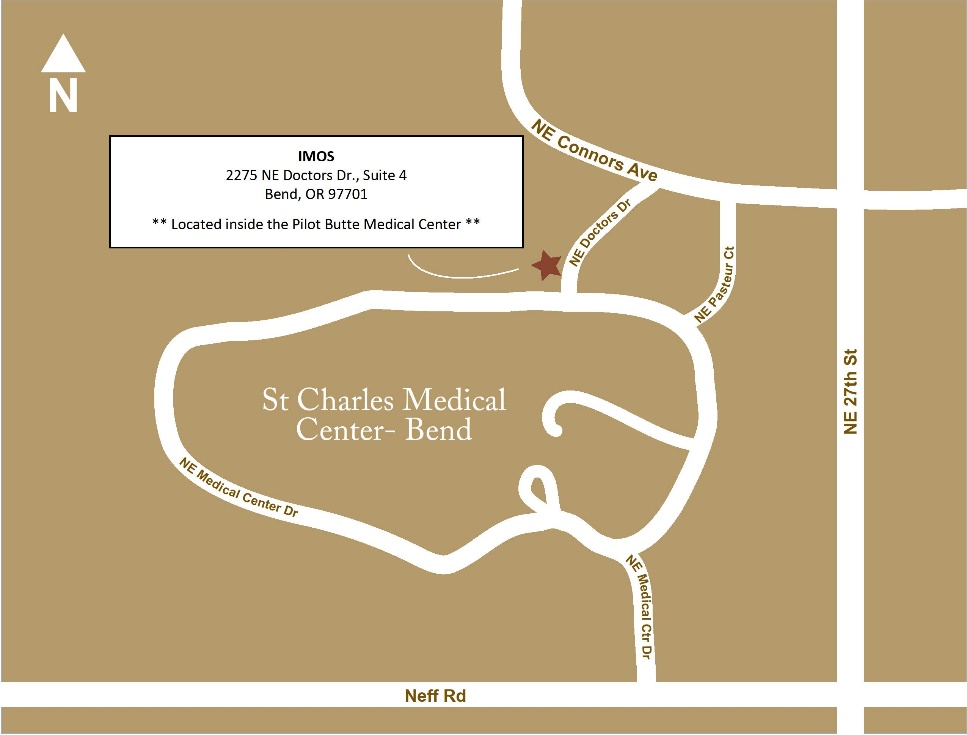 N
NE Connors Ave
IMOS
2275 NE Doctors Dr., Suite 4
Bend, OR 97701
** Located inside the Pilot Butte Medical Center **
NE Doctors Dr
NE Pasteur Ct
NE 27th St
St Charles Medical
Center- Bend
NE Medical Center Dr
NE Medical Ctr Dr
Neff Rd